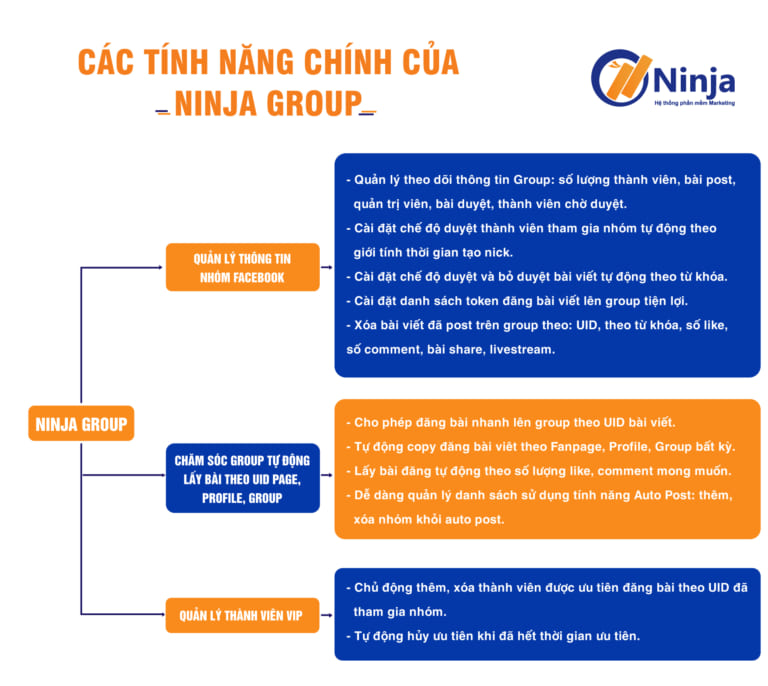 CÁC TÍNH NĂNG CHÍNH CỦA
NINJA GROUP
Ninja
Hệ thống phần mềm Marketing
NINJA GROUP
QUẢN LÝ THÔNG TIN
NHÓM FACEBOOK
- Quản lý theo dõi thông tin Group: số lượng thành viên, bài post,
quản trị viên, bài duyệt, thành viên chờ duyệt.
- Cài đặt chế độ duyệt thành viên tham gia nhóm tự động theo
giới tính thời gian tạo nick.
- Cài đặt chế độ duyệt và bỏ duyệt bài viết tự động theo từ khóa.
- Cài đặt danh sách token đăng bài viết lên group tiện lợi.
- Xóa bài viết đã post trên group theo: UID, theo từ khóa, số like,
số comment, bài share, livestream.
CHĂM SÓC GROUP TỰ ĐỘNG
LẤY BÀI THEO UID PAGE,
PROFILE, GROUP
- Cho phép đăng bài nhanh lên group theo UID bài viết.
- Tự động copy đăng bài viêt theo Fanpage, Profile, Group bất kỳ.
- Lấy bài đăng tự động theo số lượng like, comment mong muốn.
- Dễ dàng quản lý danh sách sử dụng tính năng Auto Post: thêm,
xóa nhóm khỏi auto post.
QUẢN LÝ THÀNH VIÊN VIP
- Chủ động thêm, xóa thành viên được ưu tiên đăng bài theo UID đã
tham gia nhóm.
- Tự động hủy ưu tiên khi đã hết thời gian ưu tiên.